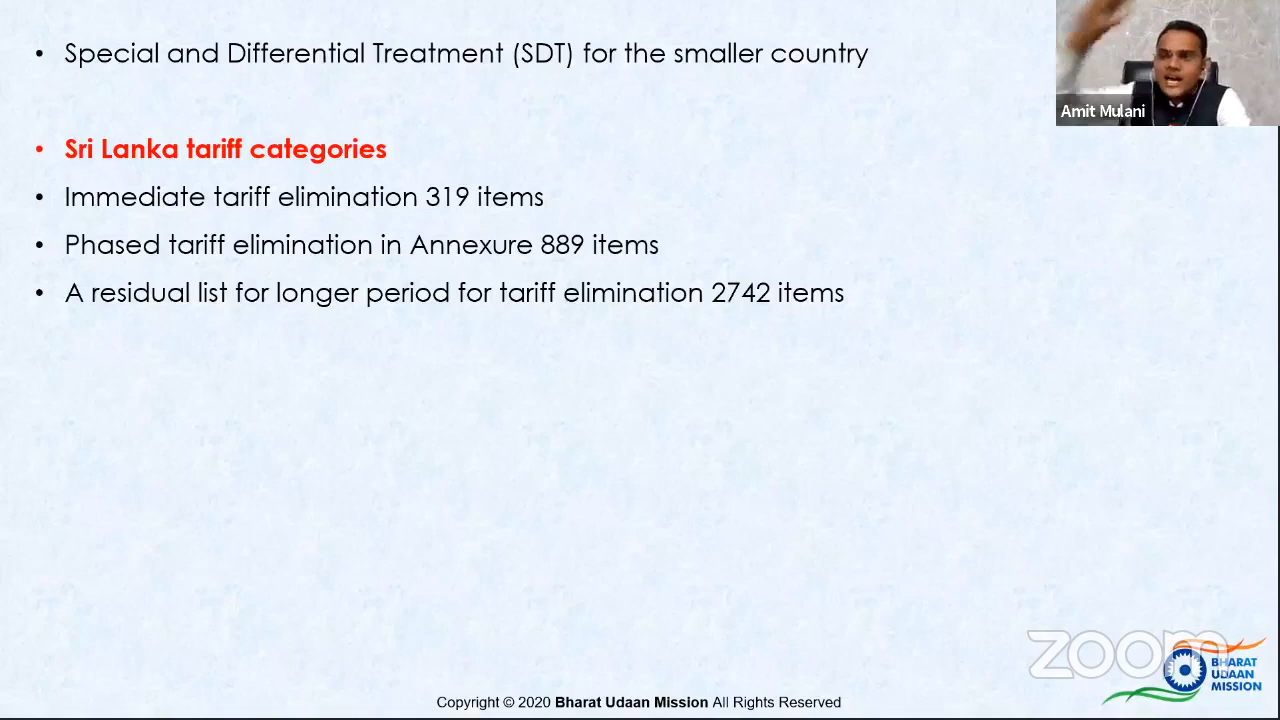 • Special and Differential Treatment (SDT) for the smaller country
Amit Mulani
• Sri Lanka tariff categories
• Immediate tariff elimination 319 items
• Phased tariff elimination in Annexure 889 items
• A residual list for longer period for tariff elimination 2742 items
zoom
BHARAT
UDAAN
MISSION
Copyright © 2020 Bharat Udaan Mission All Rights Reserved